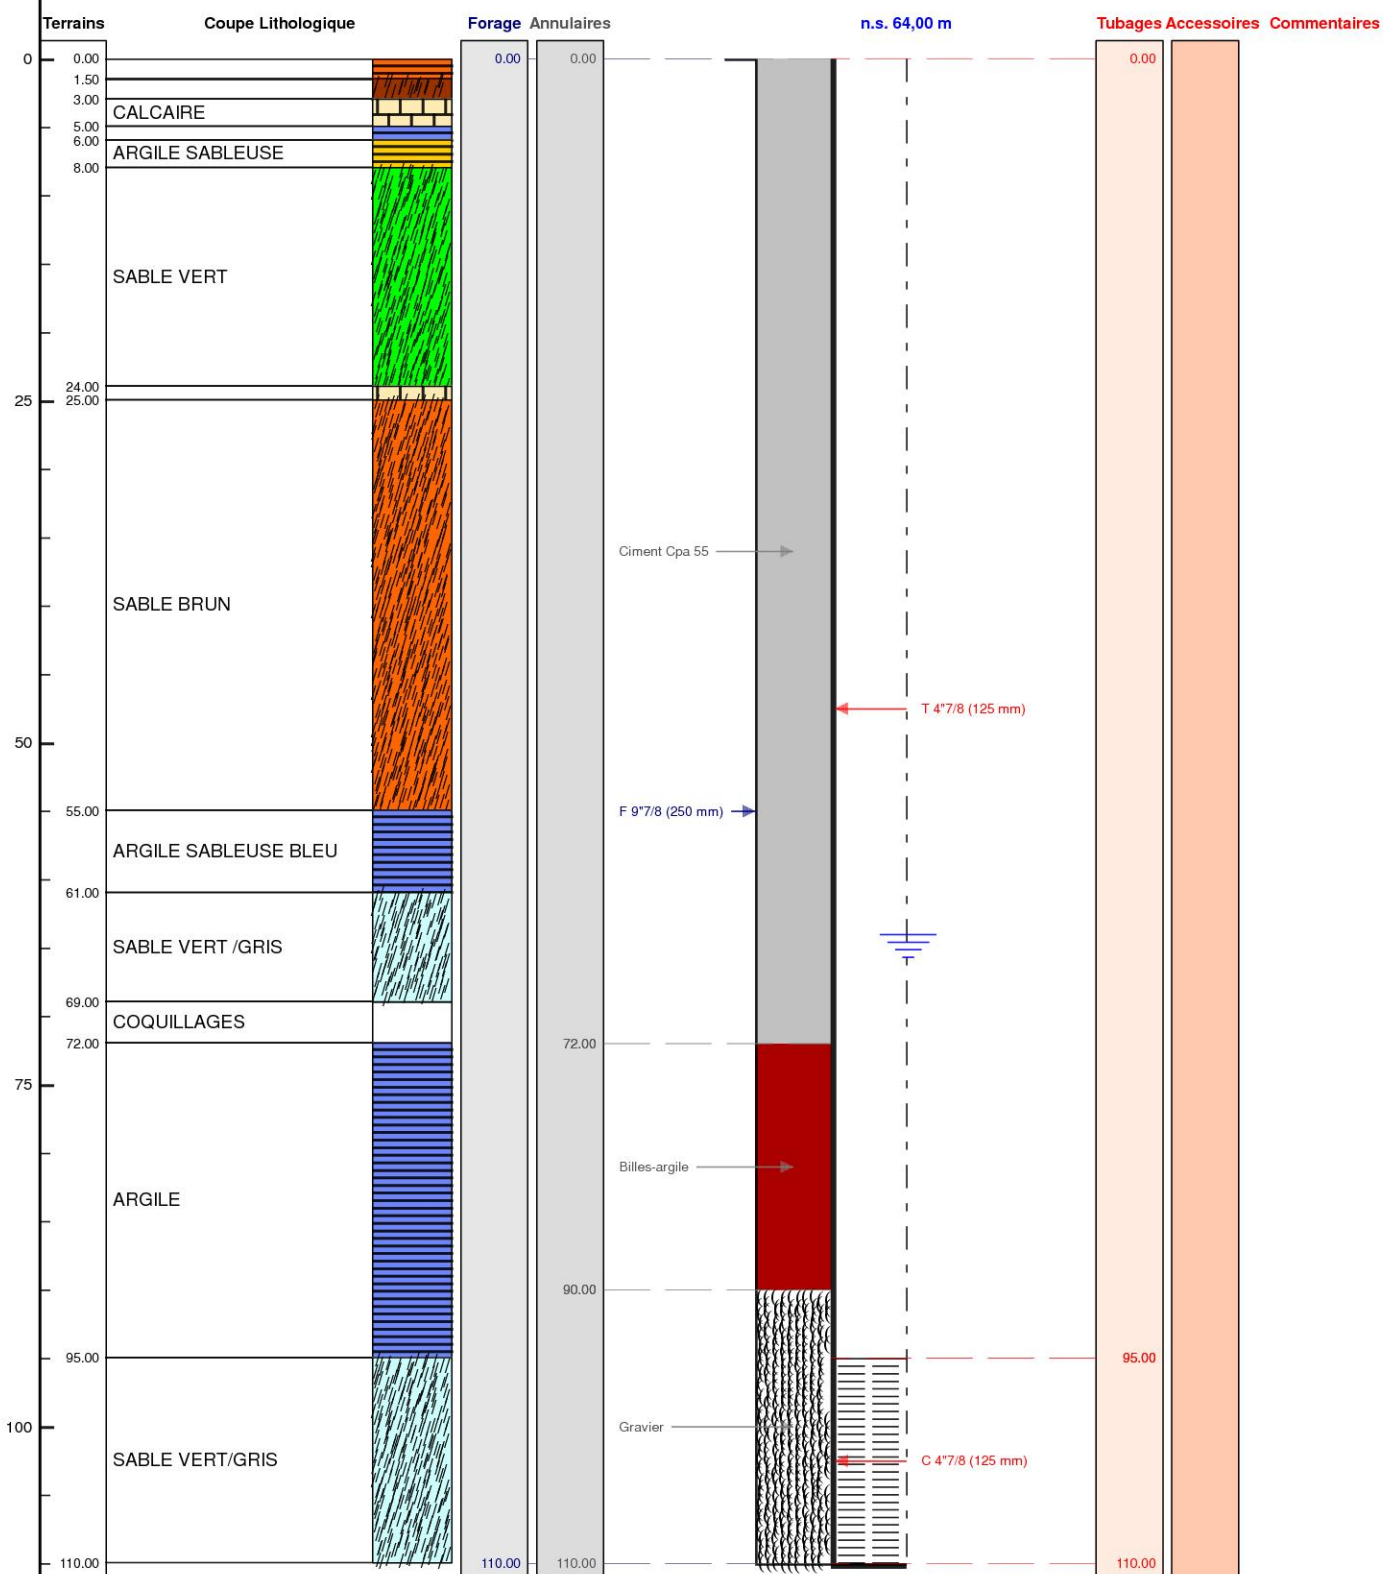 Terrains Coupe Lithologique Forage Annulaires n.s. 64,00 m Tubages Accessoires Commentaires
0 0.00 0.00 0.00 0.00
1.50
3.00
CALCAIRE
5.00
6.00
ARGILE SABLEUSE
8.00
SABLE VERT
24.00
25 25.00
Ciment Cpa 55
SABLE BRUN
T 4"7/8 (125 mm)
50
55.00 F 9"7/8 (250 mm)
ARGILE SABLEUSE BLEU
61.00
SABLE VERT /GRIS
69.00
COQUILLAGES
72.00 72.00
75
Billes-argile
ARGILE
90.00
95.00 95.00
100 Gravier
SABLE VERT/GRIS C 4"7/8 (125 mm)
110.00 110.00 110.00 110.00